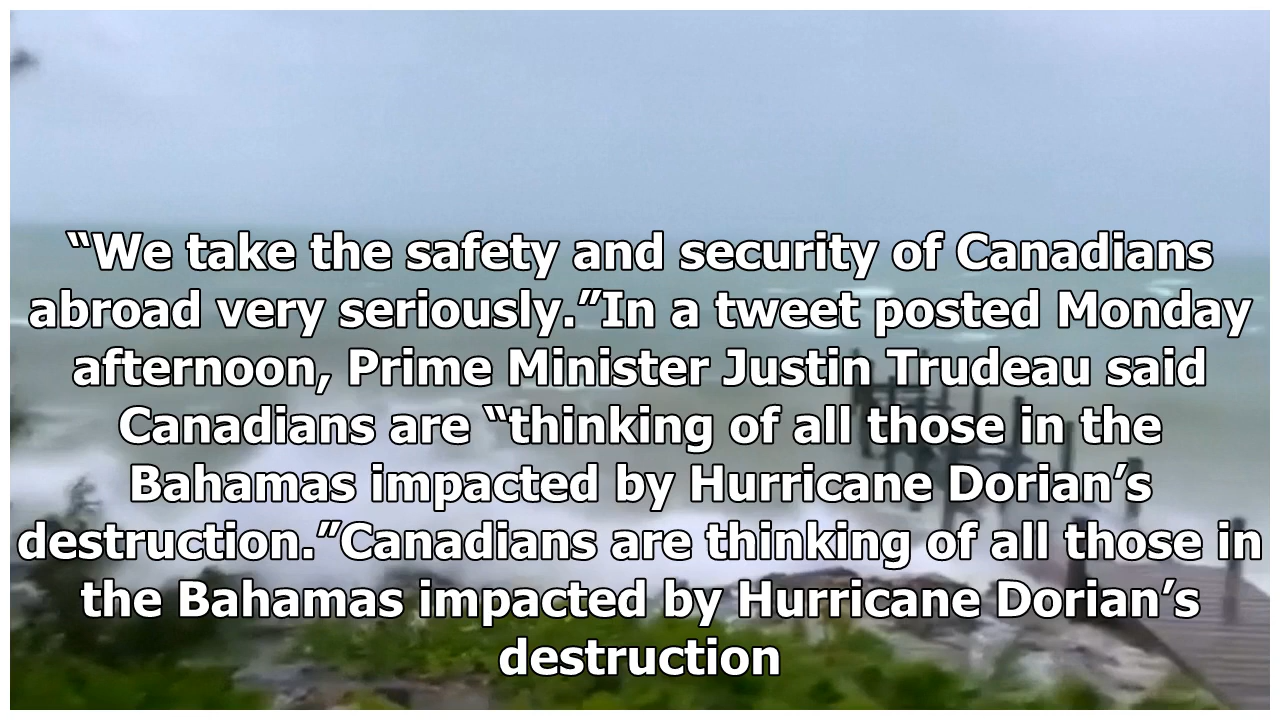 “We take the safety and security of Canadians
abroad very seriously.”In a tweet posted Monday
afternoon, Prime Minister Justin Trudeau said
Canadians are “thinking of all those in the
Bahamas impacted by Hurricane Dorian’s
destruction.”Canadians are thinking of all those in
the Bahamas impacted by Hurricane Dorian’s
destruction